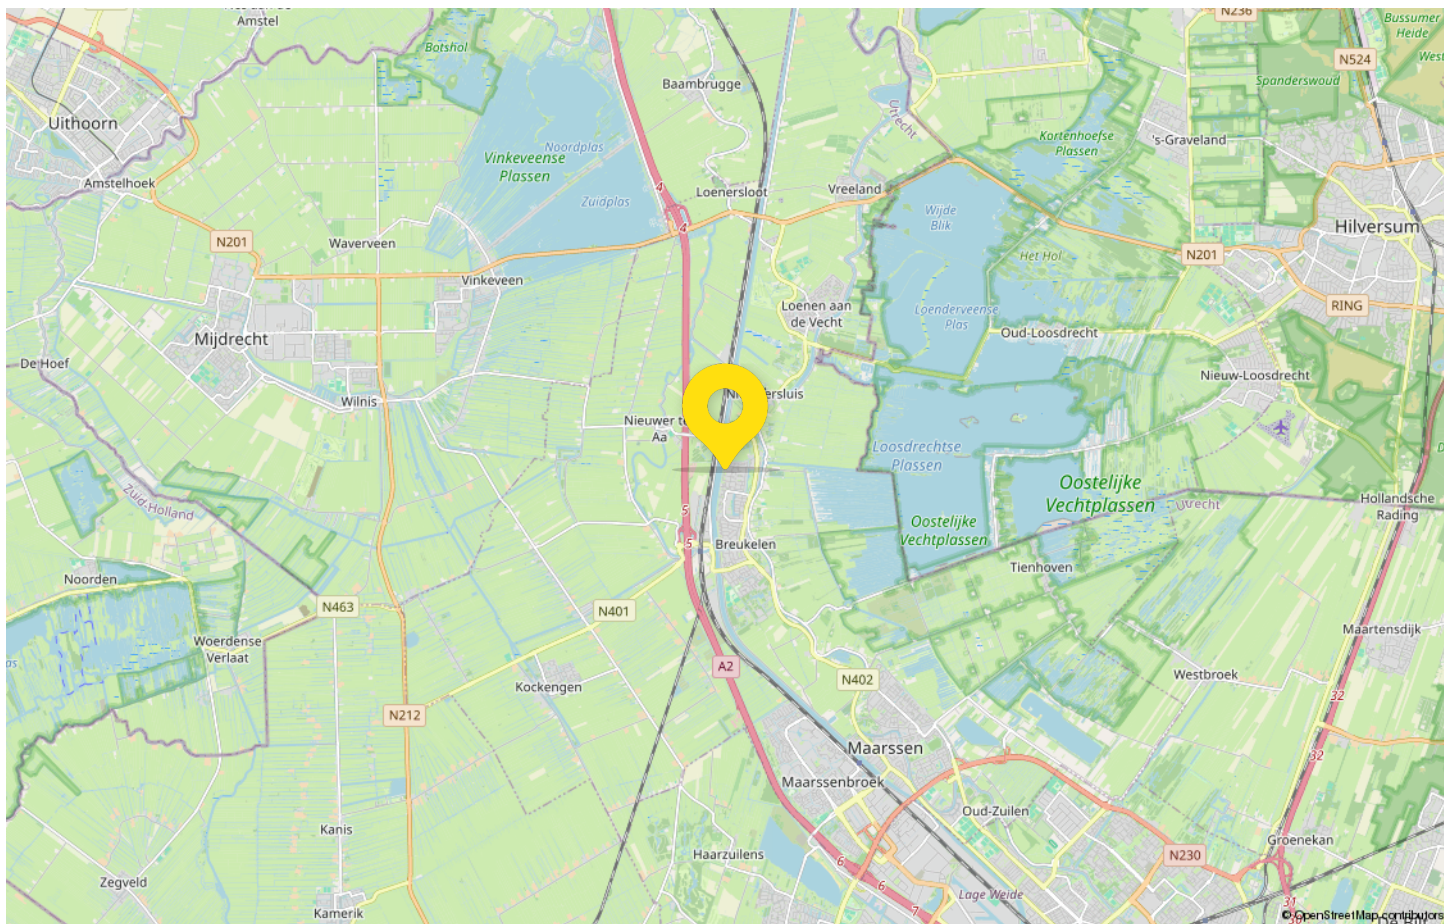 Amstel
N236
Bussumer
Heide
Botshol
N524
Spanderswoud
Baambrugge
Uithoorn
Utrecht
Kortenhoefse
Plassen
's-Graveland
Noordplas
Vinkeveense
Plassen
Amstelhoek
Loenersloot
Vreeland
4
Zuidplas
Wijde
Blik
Hilversum
4
N201
Waverveen
Het Hol
N201
Vinkeveen
Loenen aan
de Vecht
Loenderveense
Plas
RING
Mijdrecht
Oud-Loosdrecht
De Hoef
Nieuw-Loosdrecht
Wilnis
Nieuwer
Aa
Loosdrechtse
Plassen
Oostelijke
Vechtplassen
Zuid-Holland
Utrecht
Hollandsche
Rading
5
Oostelijke
Vechtplassen
5
Breukelen
Tienhoven
Noorden
N463
N401
Woerdense
Verlaat
Maartensdijk
A2
Westbroek
N402
Kockengen
32
N212
Maarssen
32
Maarssenbroek
Oud-Zuilen
Kanis
Groenekan
Haarzuilens
N230
6
Zegveld
6
Lage Weide
31
Kamerik
7
© OpenStreetMap contributors